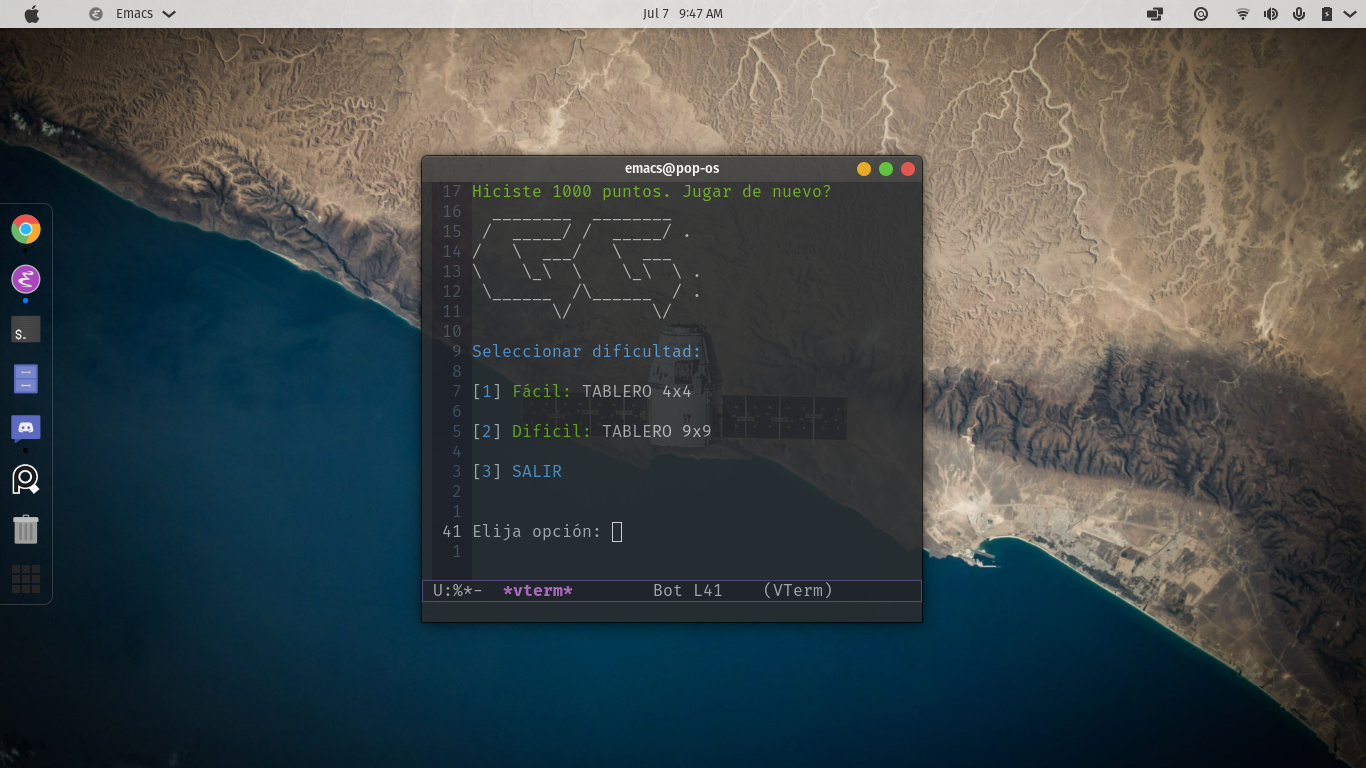 Emacs
Jul 7 9:47 AM
emacs@pop-os
17 Hiciste 1000 puntos. Jugar de nuevo?
16   ________  ________
15  /  _____/ /  _____/ .
14 /   \  ___/   \  ___
13 \    \_\  \    \_\  \ .
12  \______  /\______  / .
11         \/        \/
10
9 Seleccionar dificultad:
8
7 [1] Fácil: TABLERO 4x4
6
5 [2] Dificil: TABLERO 9x9
4
3 [3] SALIR
2
1
41 Elija opción:
1
U:%*-  *vterm*        Bot L41    (VTerm)
$.